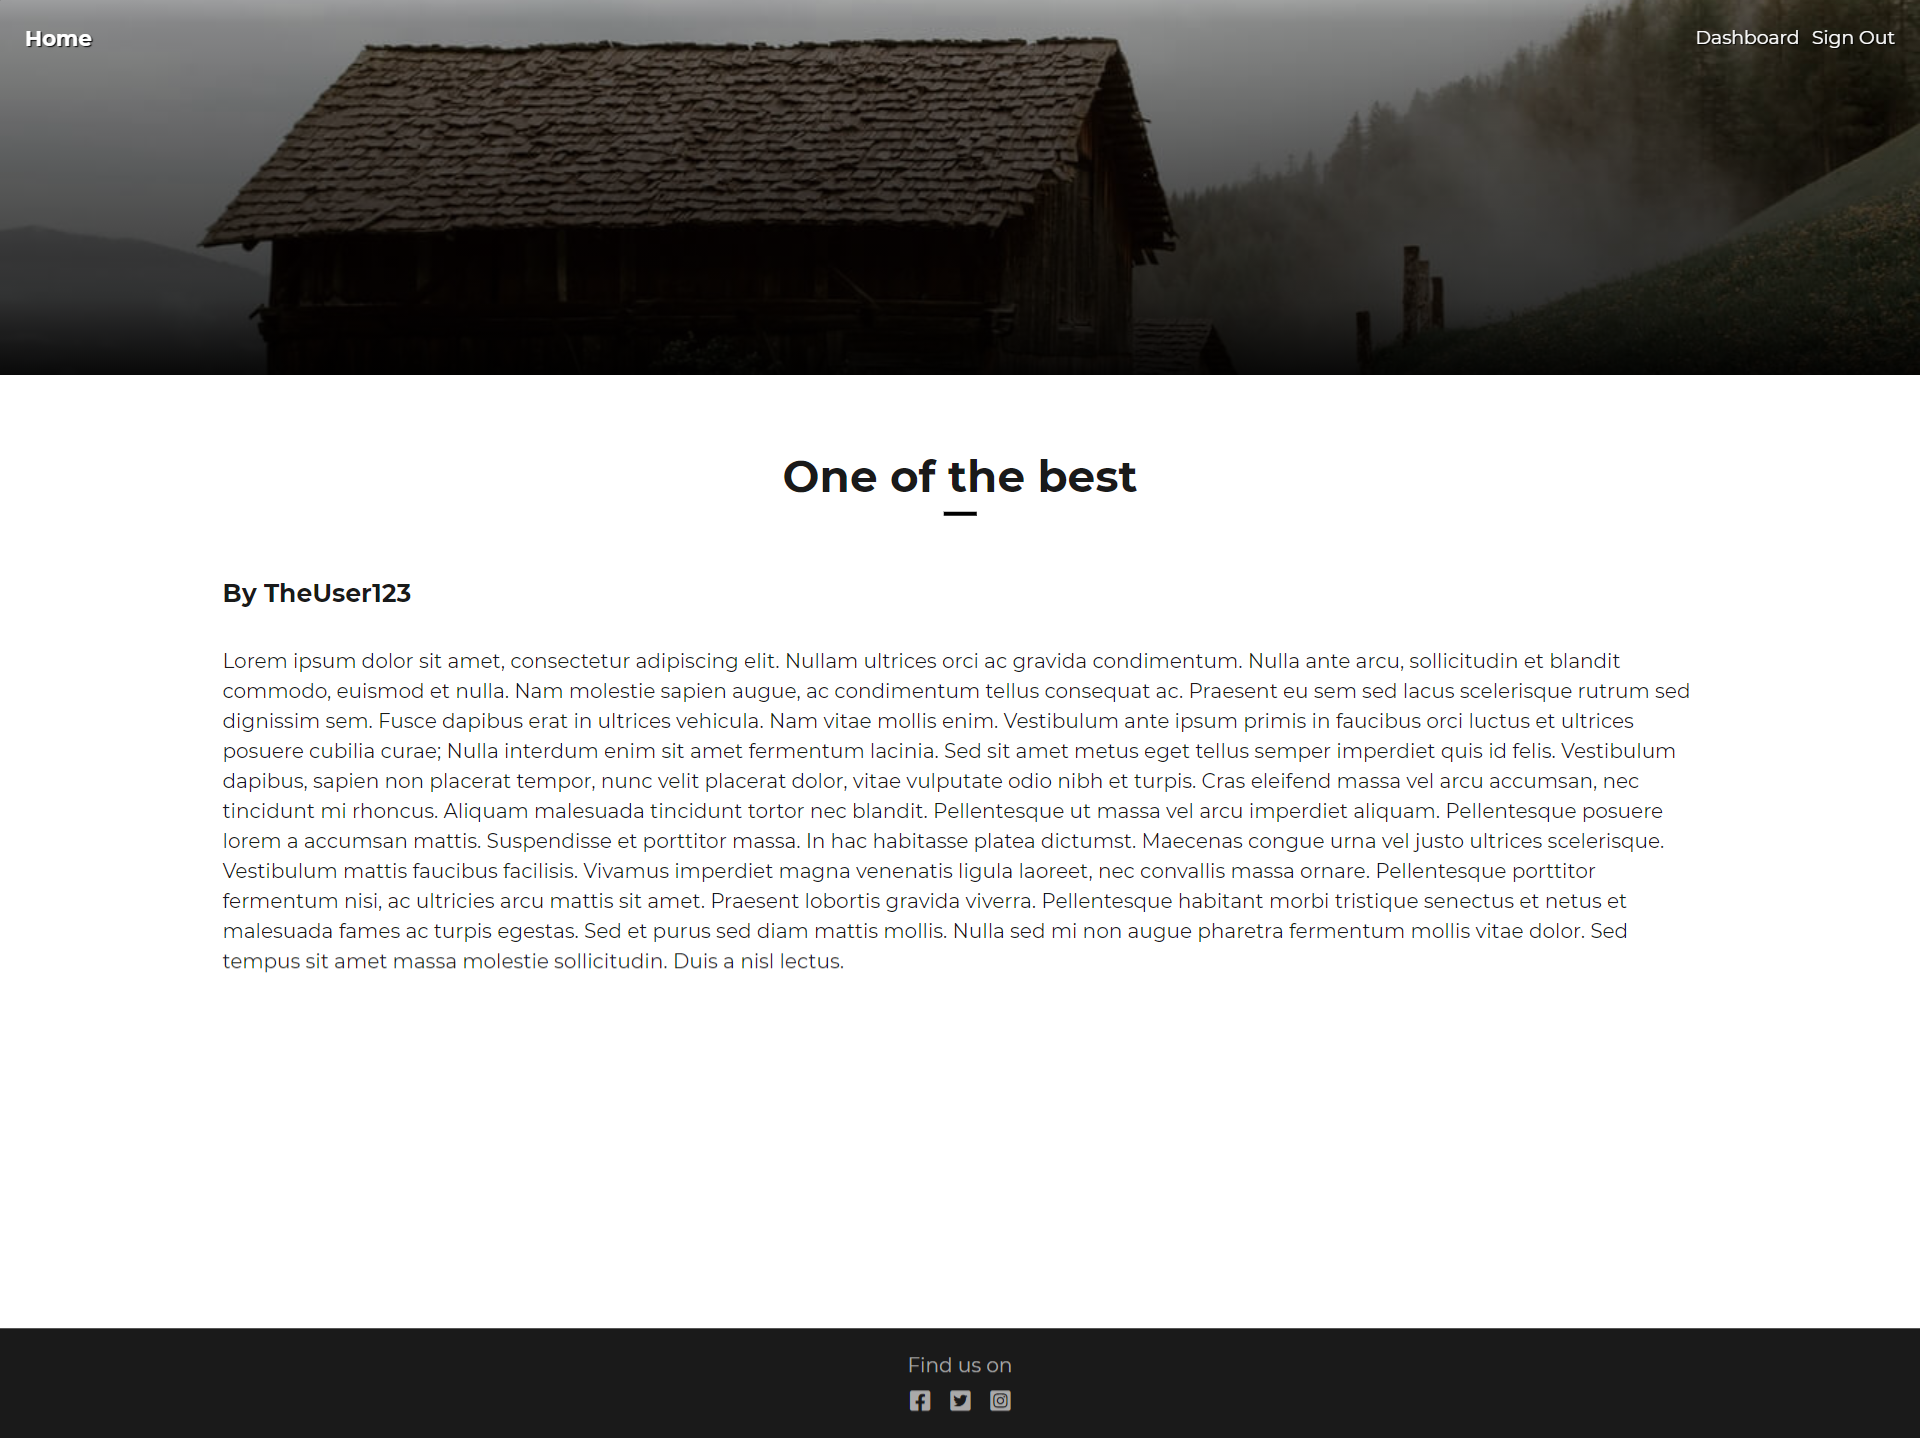 Home
Dashboard Sign Out
One of the best
By TheUser123
Lorem ipsum dolor sit amet, consectetur adipiscing elit. Nullam ultrices orci ac gravida condimentum. Nulla ante arcu, sollicitudin et blandit
commodo, euismod et nulla. Nam molestie sapien augue, ac condimentum tellus consequat ac. Praesent eu sem sed lacus scelerisque rutrum sed
dignissim sem. Fusce dapibus erat in ultrices vehicula. Nam vitae mollis enim. Vestibulum ante ipsum primis in faucibus orci luctus et ultrices
posuere cubilia curae; Nulla interdum enim sit amet fermentum lacinia. Sed sit amet metus eget tellus semper imperdiet quis id felis. Vestibulum
dapibus, sapien non placerat tempor, nunc velit placerat dolor, vitae vulputate odio nibh et turpis. Cras eleifend massa vel arcu accumsan, nec
tincidunt mi rhoncus. Aliquam malesuada tincidunt tortor nec blandit. Pellentesque ut massa vel arcu imperdiet aliquam. Pellentesque posuere
lorem a accumsan mattis. Suspendisse et porttitor massa. In hac habitasse platea dictumst. Maecenas congue urna vel justo ultrices scelerisque.
Vestibulum mattis faucibus facilisis. Vivamus imperdiet magna venenatis ligula laoreet, nec convallis massa ornare. Pellentesque porttitor
fermentum nisi, ac ultricies arcu mattis sit amet. Praesent lobortis gravida viverra. Pellentesque habitant morbi tristique senectus et netus et
malesuada fames ac turpis egestas. Sed et purus sed diam mattis mollis. Nulla sed mi non augue pharetra fermentum mollis vitae dolor. Sed
tempus sit amet massa molestie sollicitudin. Duis a nisl lectus.
Find us on